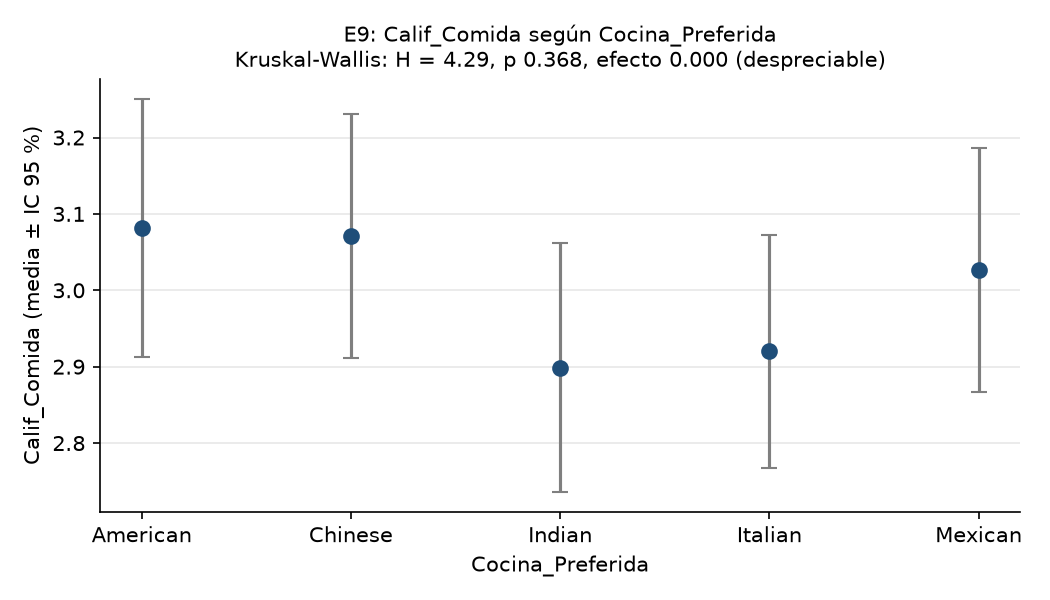 E9: Calif_Comida según Cocina_Preferida
Kruskal-Wallis: H = 4.29, p 0.368, efecto 0.000 (despreciable)
Calif_Comida (media ± IC 95 %)
3.2
3.1
3.0
2.9
2.8
American
Chinese
Indian
Italian
Mexican
Cocina_Preferida